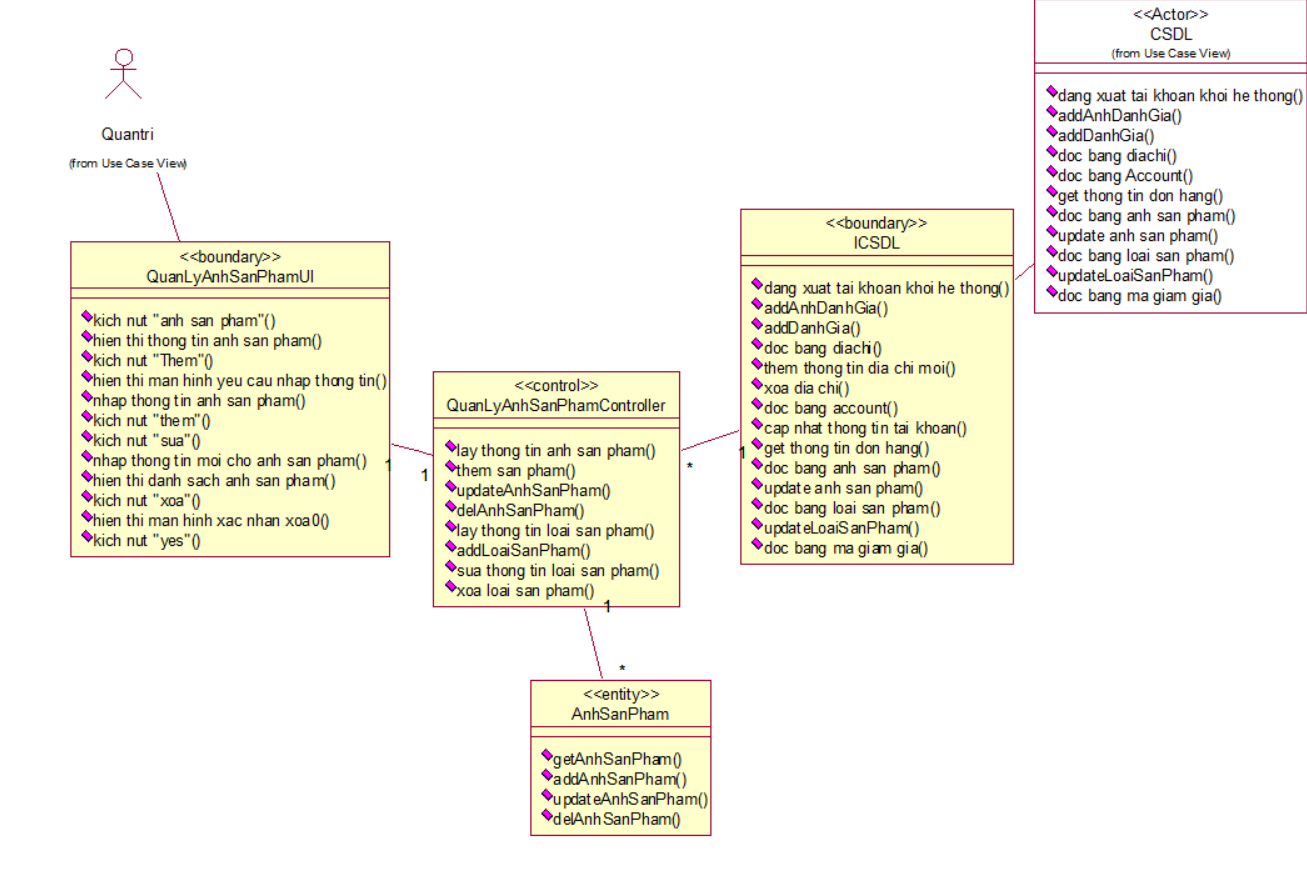 Quantri
(from Use Case View)
<<boundary>>
QuanLyAnhSanPhamUI
kich nut "anh san pham"()
hien thi thong tin anh san pham()
kich nut "Them"()
hien thi man hinh yeu cau nhap thong tin()
nhap thong tin anh san pham()
kich nut "them"()
kich nut "sua"()
nhap thong tin moi cho anh san pham()
hien thi danh sach anh san pham()
kich nut "xoa"()
hien thi man hinh xac nhan xoa0()
kich nut "yes"()
1
1
<<control>>
QuanLyAnhSanPhamController
lay thong tin anh san pham()
them san pham()
updateAnhSanPham()
delAnhSanPham()
lay thong tin loai san pham()
addLoaiSanPham()
sua thong tin loai san pham()
xoa loai san pham()
1
*
*
1
<<entity>>
AnhSanPham
getAnhSanPham()
addAnhSanPham()
updateAnhSanPham()
delAnhSanPham()
<<boundary>>
ICSDL
dang xuat tai khoan khoi he thong()
addAnhDanhGia()
addDanhGia()
doc bang diachi()
them thong tin dia chi moi()
xoa dia chi()
doc bang account()
cap nhat thong tin tai khoan()
get thong tin don hang()
doc bang anh san pham()
update anh san pham()
doc bang loai san pham()
updateLoaiSanPham()
doc bang ma giam gia()
<<Actor>>
CSDL
(from Use Case View)
dang xuat tai khoan khoi he thong()
addAnhDanhGia()
addDanhGia()
doc bang diachi()
doc bang Account()
get thong tin don hang()
doc bang anh san pham()
update anh san pham()
doc bang loai san pham()
updateLoaiSanPham()
doc bang ma giam gia()